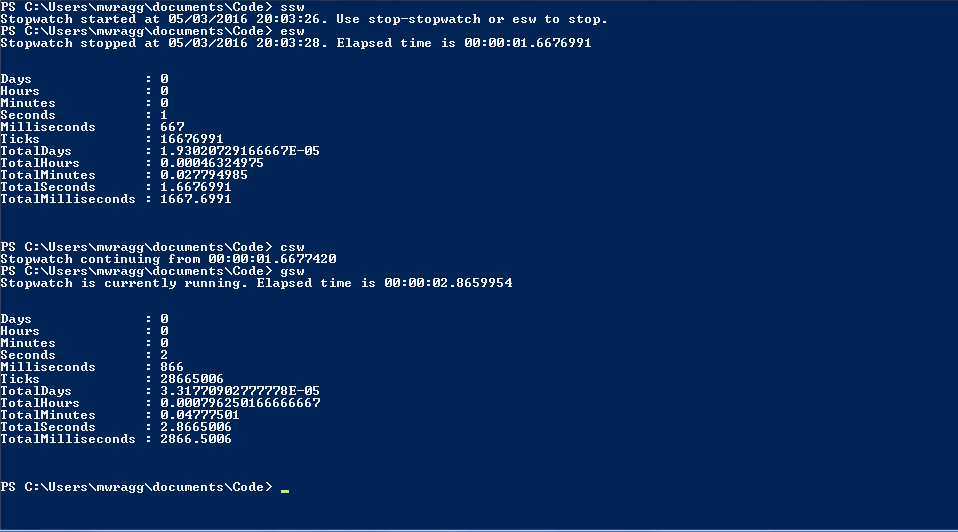 PS C:\Users\mwragg\documents\Code> ssw
Stopwatch started at 05/03/2016 20:03:26. Use stop-stopwatch or esw to stop.
PS C:\Users\mwragg\documents\Code> esw
Stopwatch stopped at 05/03/2016 20:03:28. Elapsed time is 00:00:01.6676991
Days : 0
Hours : 0
Minutes : 0
Seconds : 1
Milliseconds : 667
Ticks : 16676991
TotalDays : 1.93020729166667E-05
TotalHours : 0.00046324975
TotalMinutes : 0.027794985
TotalSeconds : 1.6676991
TotalMilliseconds : 1667.6991
PS C:\Users\mwragg\documents\Code> csw
Stopwatch continuing from 00:00:01.6677420
PS C:\Users\mwragg\documents\Code> gsw
Stopwatch is currently running. Elapsed time is 00:00:02.8659954
Days : 0
Hours : 0
Minutes : 0
Seconds : 2
Milliseconds : 866
Ticks : 28665006
TotalDays : 3.31770902777778E-05
TotalHours : 0.000796250166666667
TotalMinutes : 0.04777501
TotalSeconds : 2.8665006
TotalMilliseconds : 2866.5006
PS C:\Users\mwragg\documents\Code> _